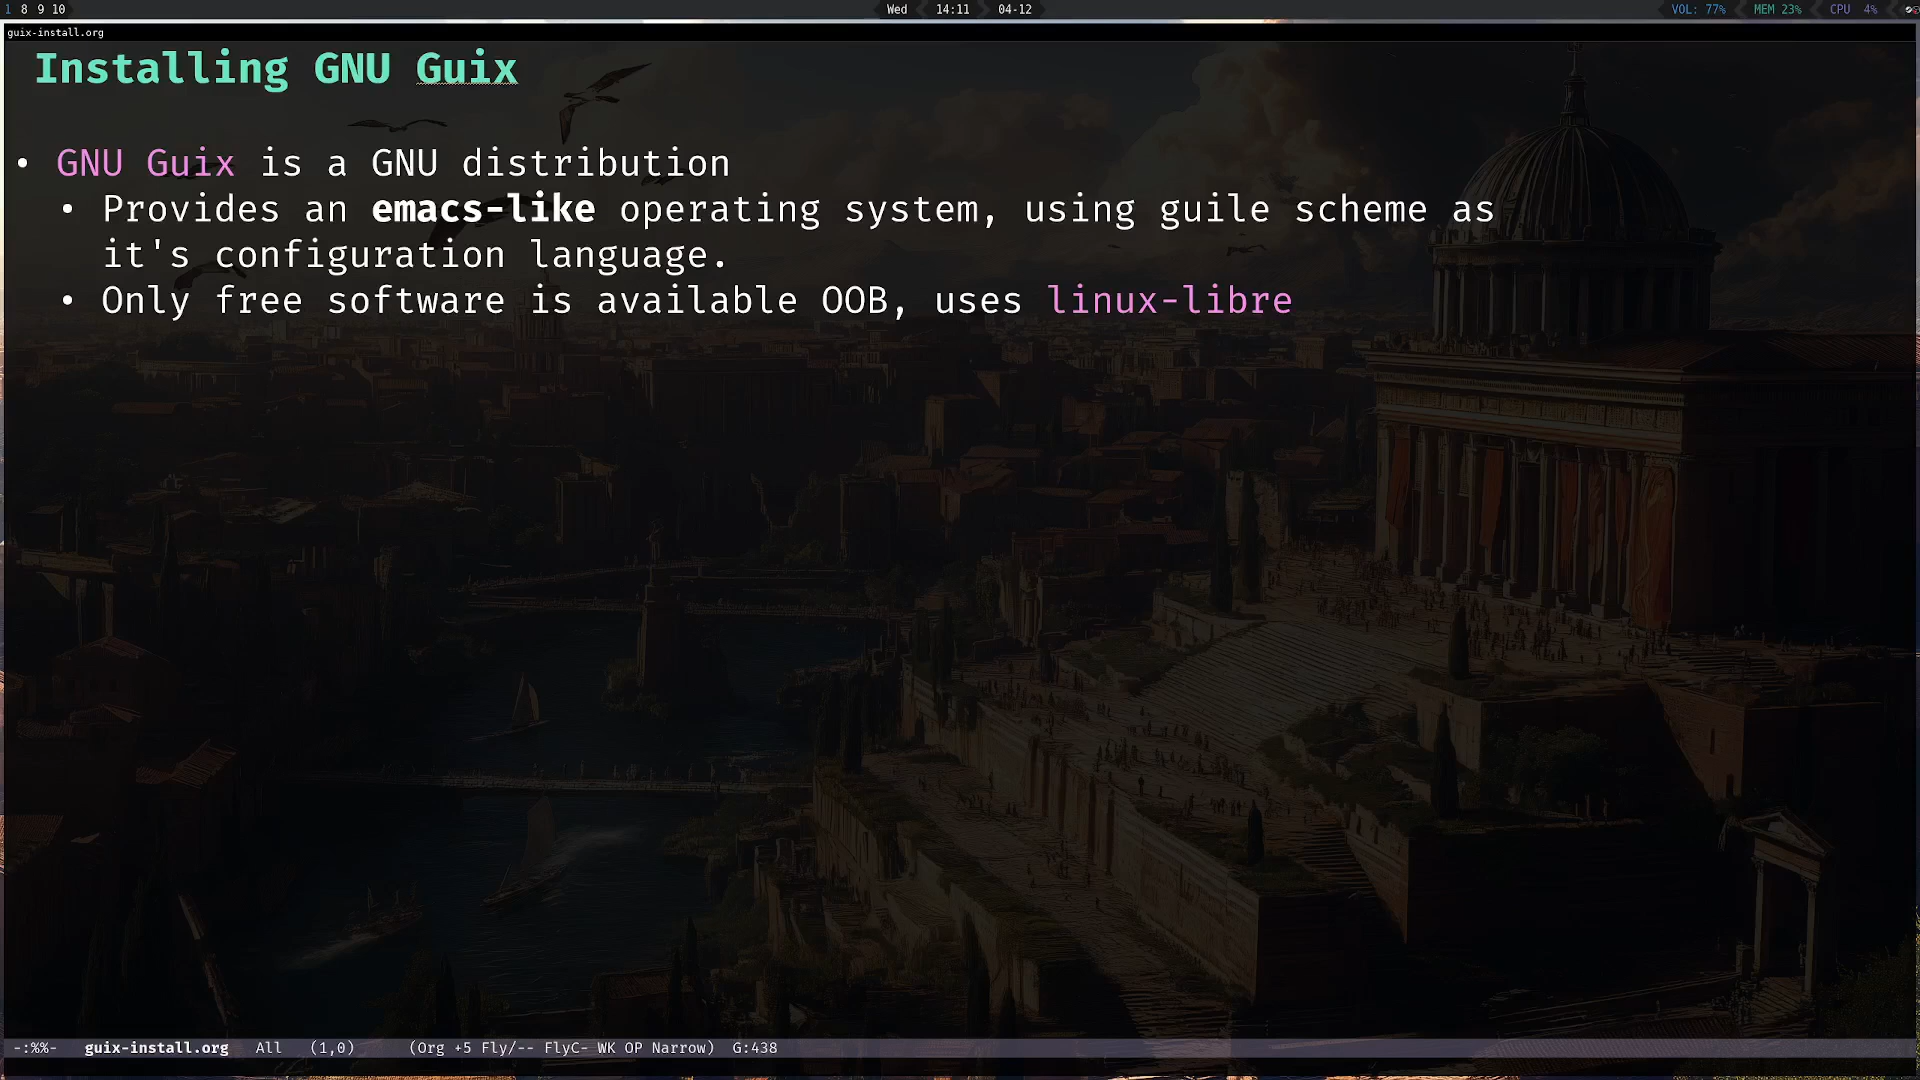 1 8 9 10 Wed 14:11 04-12 VOL: 77% MEM 23% CPU 4%
guix-install.org
Installing GNU Guix
• GNU Guix is a GNU distribution
• Provides an emacs-like operating system, using guile scheme as
it's configuration language.
• Only free software is available OOB, uses linux-libre
-:%%- guix-install.org All (1,0) (Org +5 Fly/-- FlyC- WK OP Narrow) G:438